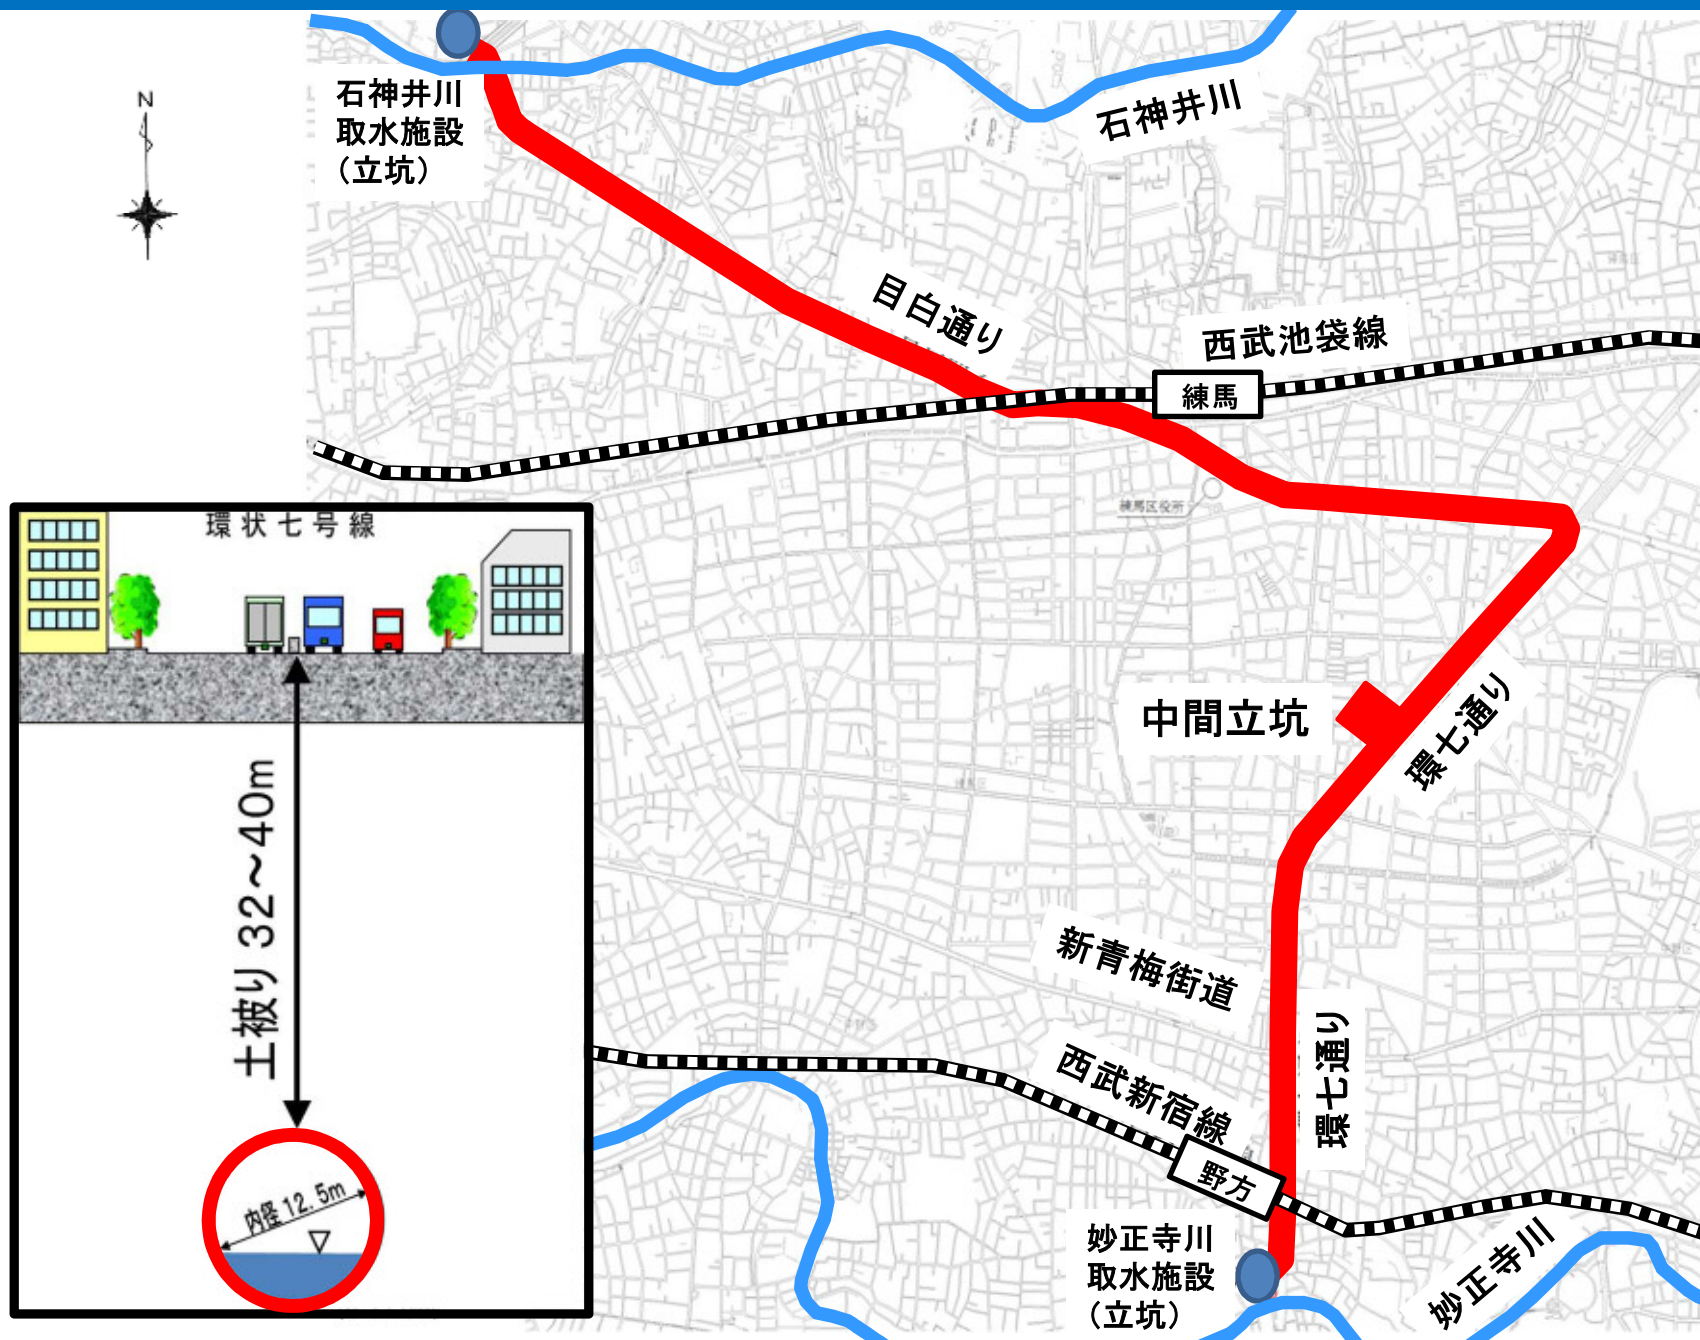 N
石神井川
取水施設
(立坑)
石神井川
目白通り
西武池袋線
練馬
練馬区役所
環状七号線
中間立坑
環七通り
土被り 32～40m
新青梅街道
環七通り
西武新宿線
野方
内径12.5m
妙正寺川
取水施設
(立坑)
妙正寺川